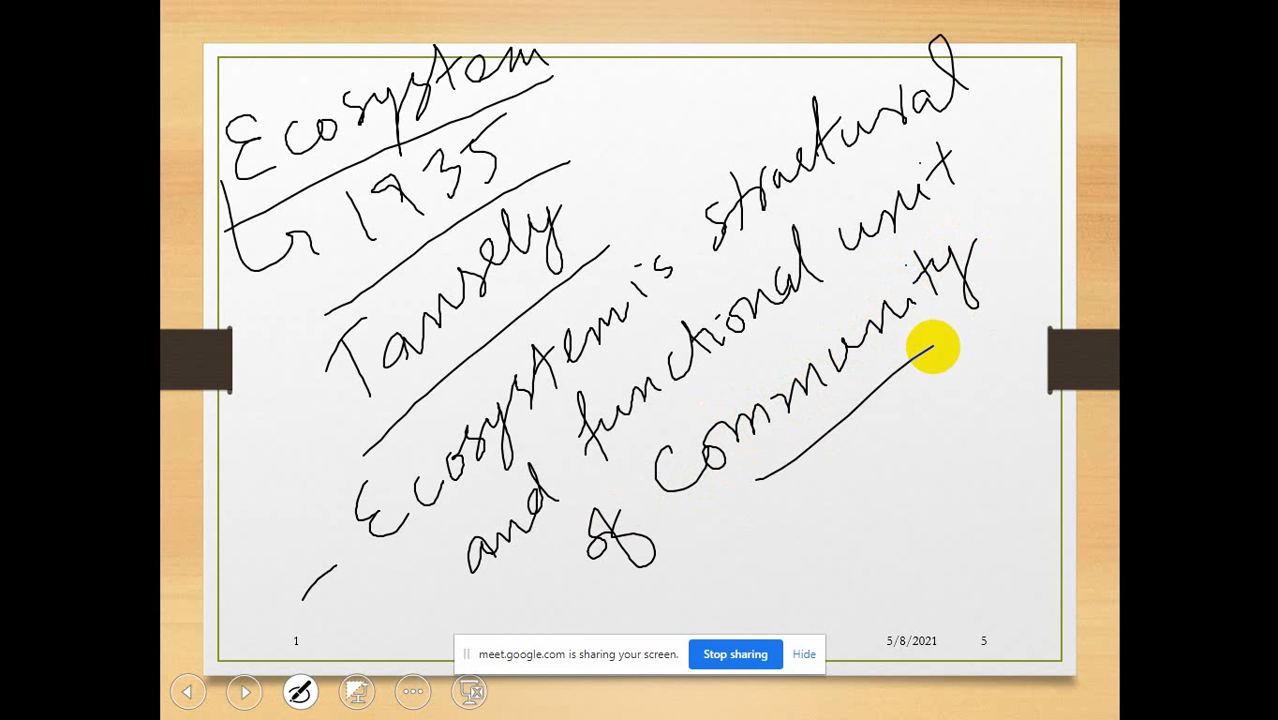 Ecosystem
1935
Tansely
Ecosystem is structural
and functional unit
of Community
1
5/8/2021
5
meet.google.com is sharing your screen.
Stop sharing
Hide